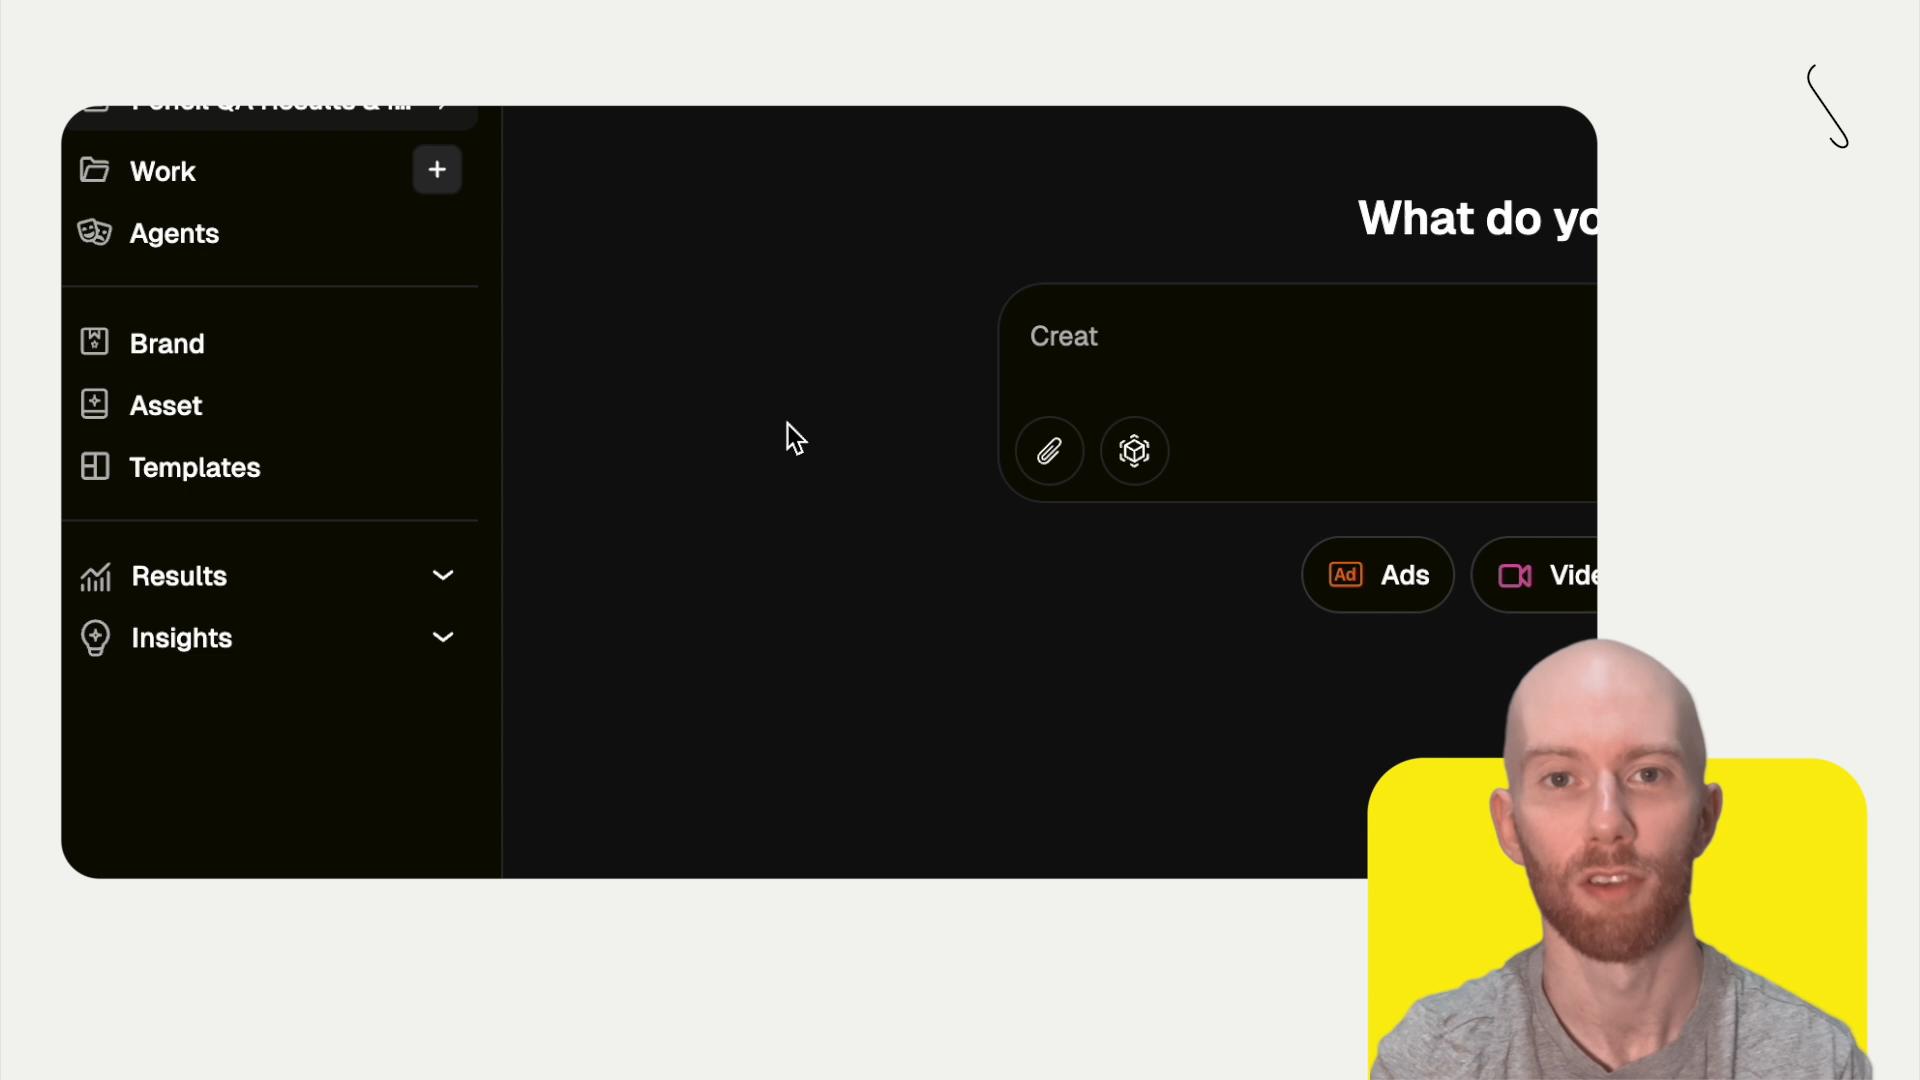 Work
Agents
Brand
Asset
Templates
Results
Insights
What do yo
Creat
Ad Ads
Vide